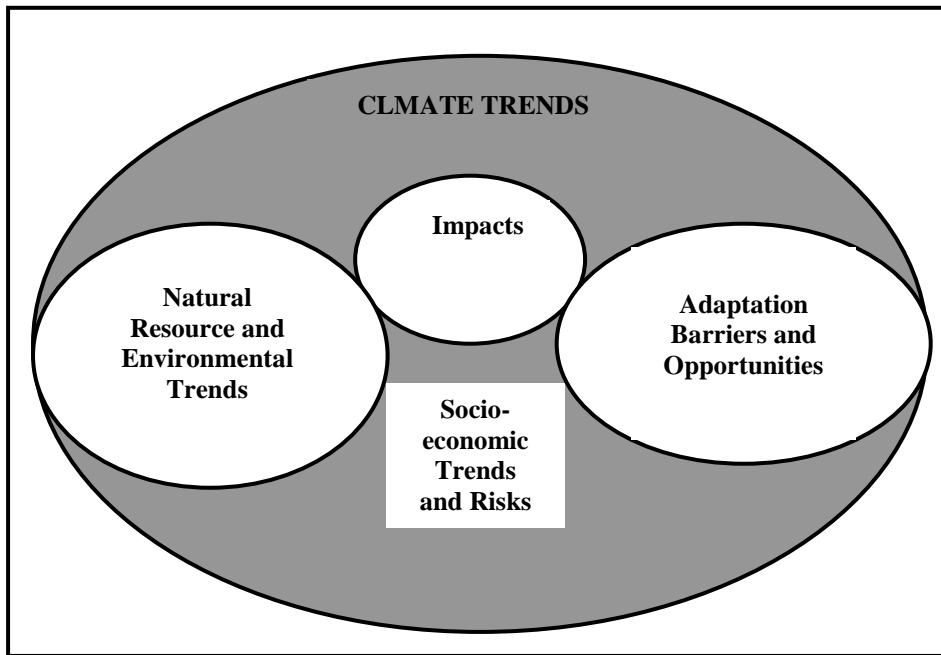 CLMATE TRENDS
Impacts
Natural
Resource and
Environmental
Trends
Adaptation
Barriers and
Opportunities
Socio-
economic
Trends
and Risks